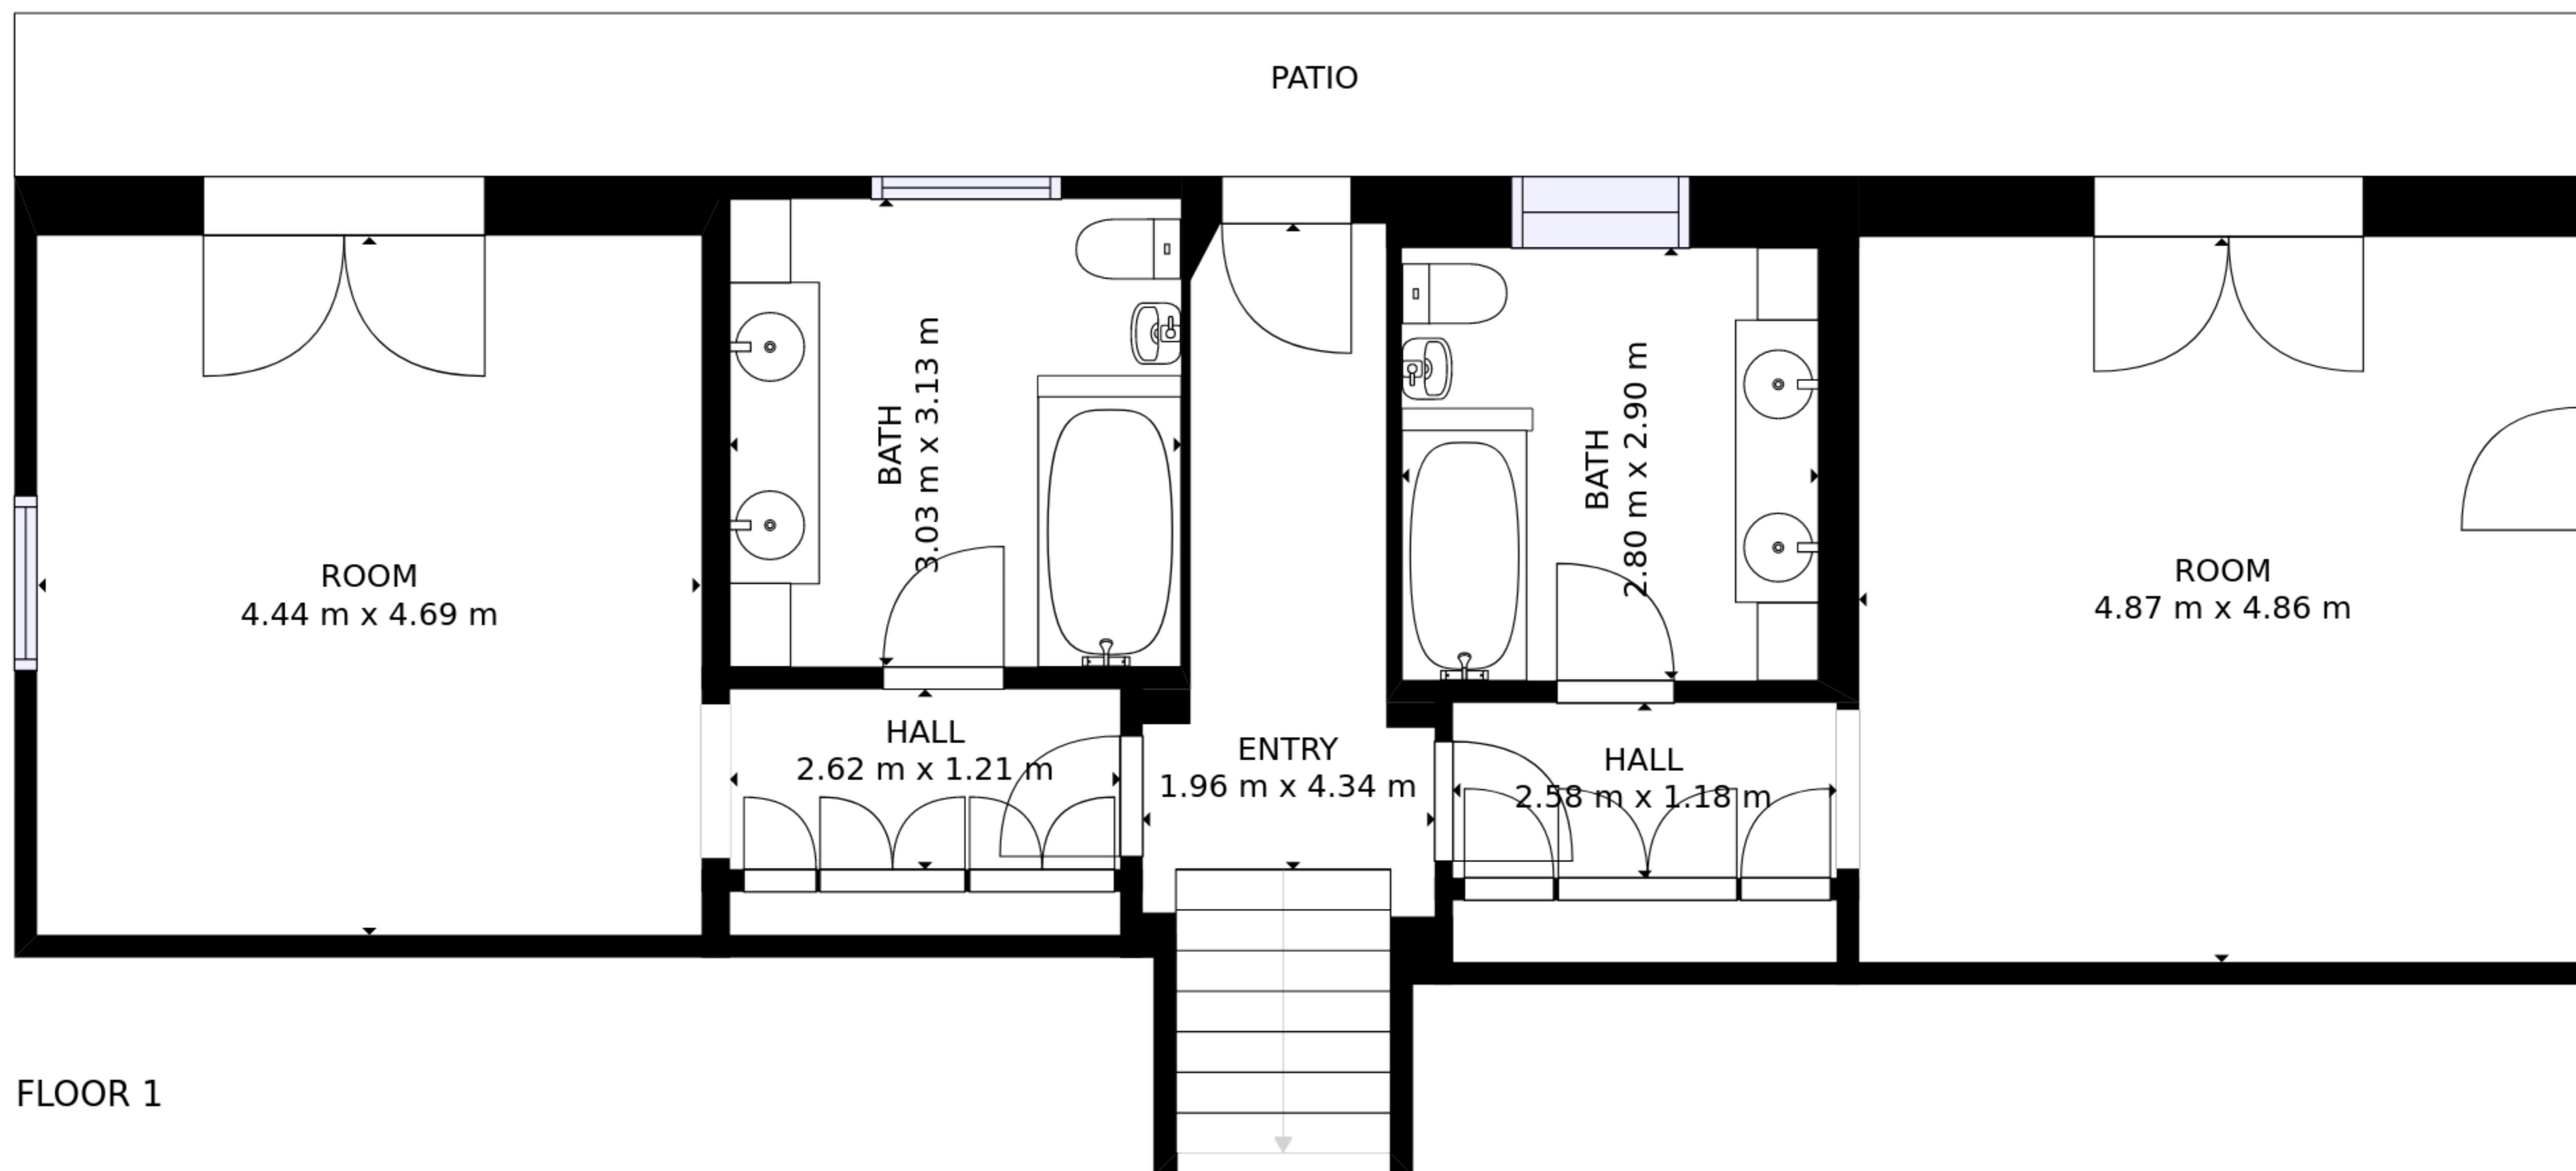 PATIO
ROOM
4.44 m x 4.69 m
BATH
3.03 m x 3.13 m
HALL
2.62 m x 1.21 m
ENTRY
1.96 m x 4.34 m
BATH
2.80 m x 2.90 m
HALL
2.58 m x 1.18 m
ROOM
4.87 m x 4.86 m
FLOOR 1